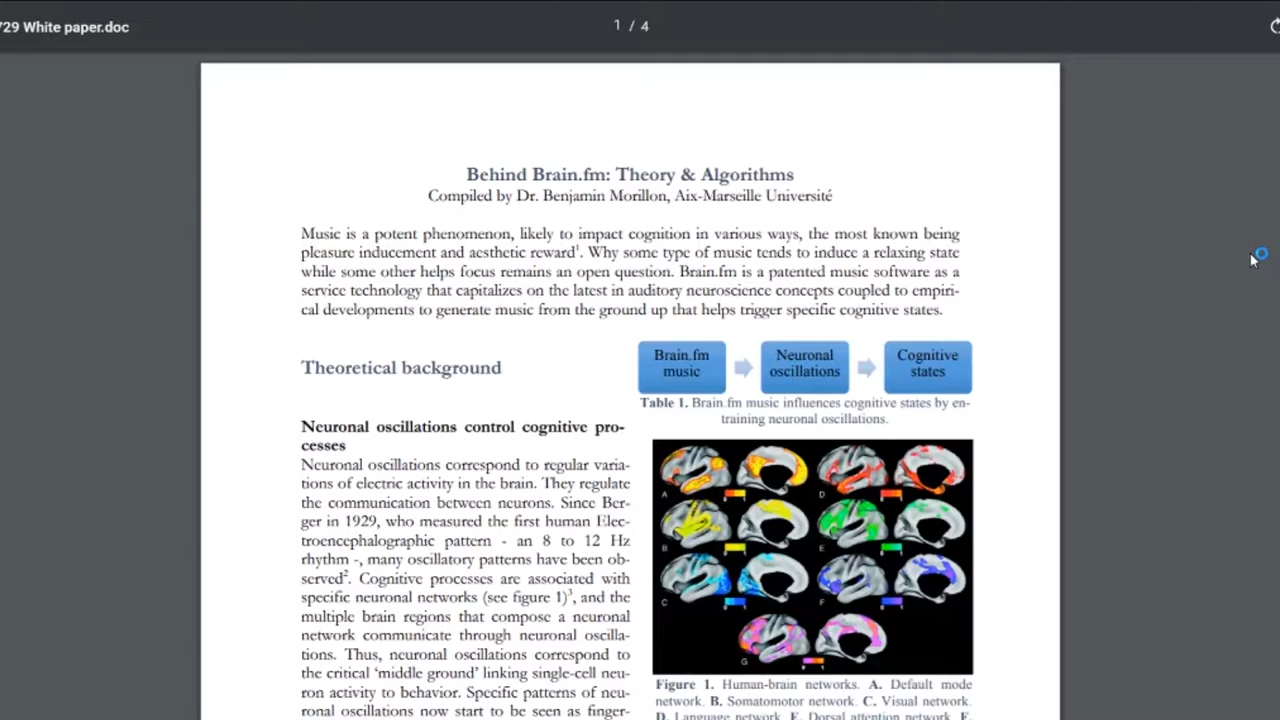 729 White paper.doc
1 / 4
Behind Brain.fm: Theory & Algorithms
Compiled by Dr. Benjamin Morillon, Aix-Marseille Université
Music is a potent phenomenon, likely to impact cognition in various ways, the most known being
pleasure inducement and aesthetic reward¹. Why some type of music tends to induce a relaxing state
while some other helps focus remains an open question. Brain.fm is a patented music software as a
service technology that capitalizes on the latest in auditory neuroscience concepts coupled to empiri-
cal developments to generate music from the ground up that helps trigger specific cognitive states.
Theoretical background
Neuronal oscillations control cognitive pro-
cesses
Neuronal oscillations correspond to regular varia-
tions of electric activity in the brain. They regulate
the communication between neurons. Since Ber-
ger in 1929, who measured the first human Elec-
troencephalographic pattern - an 8 to 12 Hz
rhythm -, many oscillatory patterns have been ob-
served². Cognitive processes are associated with
specific neuronal networks (see figure 1)³, and the
multiple brain regions that compose a neuronal
network communicate through neuronal oscilla-
tions. Thus, neuronal oscillations correspond to
the critical ‘middle ground’ linking single-cell neu-
ron activity to behavior. Specific patterns of neu-
ronal oscillations now start to be seen as finger-
Brain.fm
music
Neuronal
oscillations
Cognitive
states
Table 1. Brain.fm music influences cognitive states by en-
training neuronal oscillations.
A
D
B
E
C
F
G
Figure 1. Human-brain networks. A. Default mode
network. B. Somatomotor network. C. Visual network.
D. Language network. E. Dorsal attention network. F.